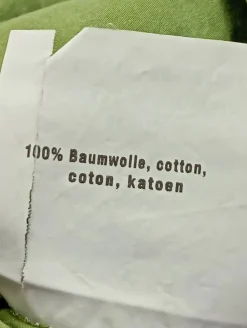 100% Baumwolle, cotton,
coton, katoen